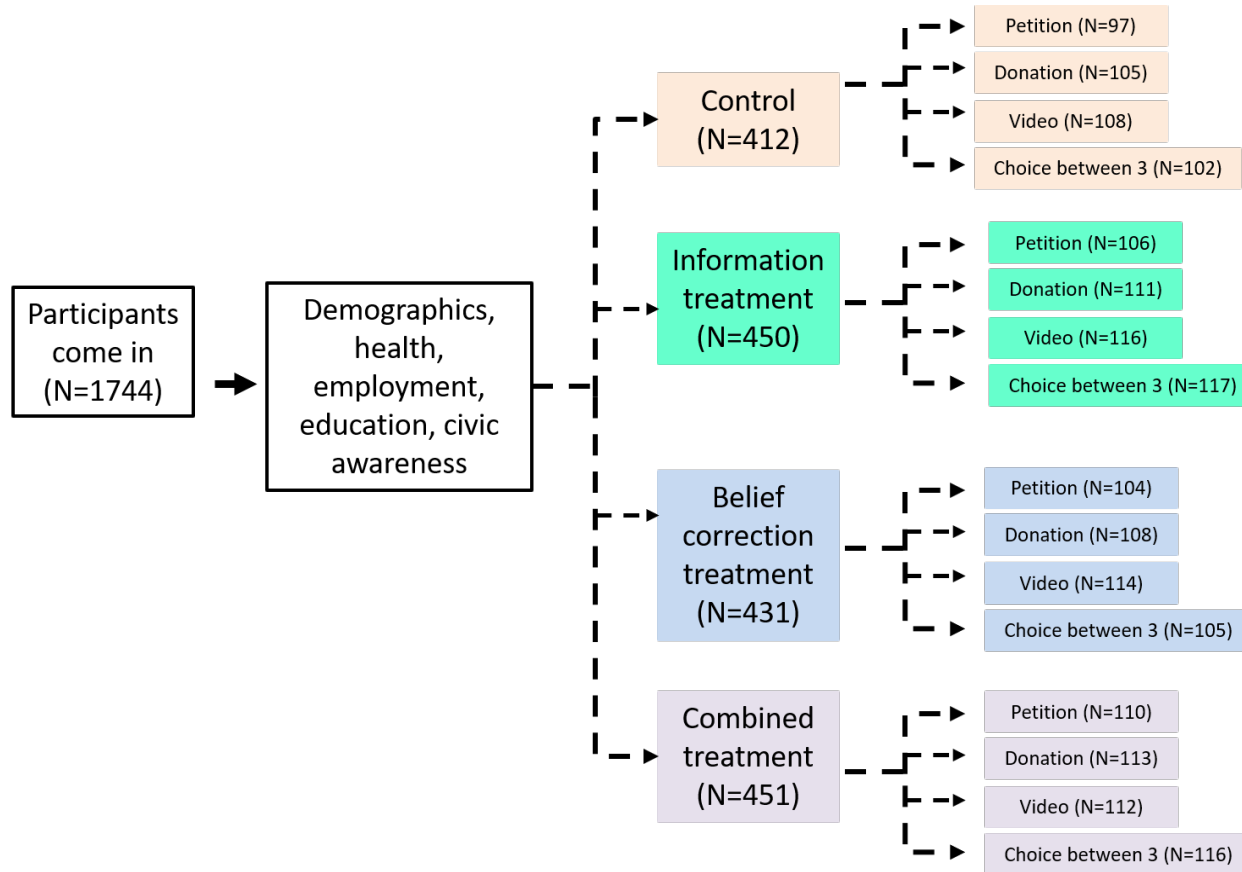 Participants
come in
(N=1744)
Demographics,
health,
employment,
education, civic
awareness
Control
(N=412)
Petition (N=97)
Donation (N=105)
Video (N=108)
Choice between 3 (N=102)
Information
treatment
(N=450)
Petition (N=106)
Donation (N=111)
Video (N=116)
Choice between 3 (N=117)
Belief
correction
treatment
(N=431)
Petition (N=104)
Donation (N=108)
Video (N=114)
Choice between 3 (N=105)
Combined
treatment
(N=451)
Petition (N=110)
Donation (N=113)
Video (N=112)
Choice between 3 (N=116)